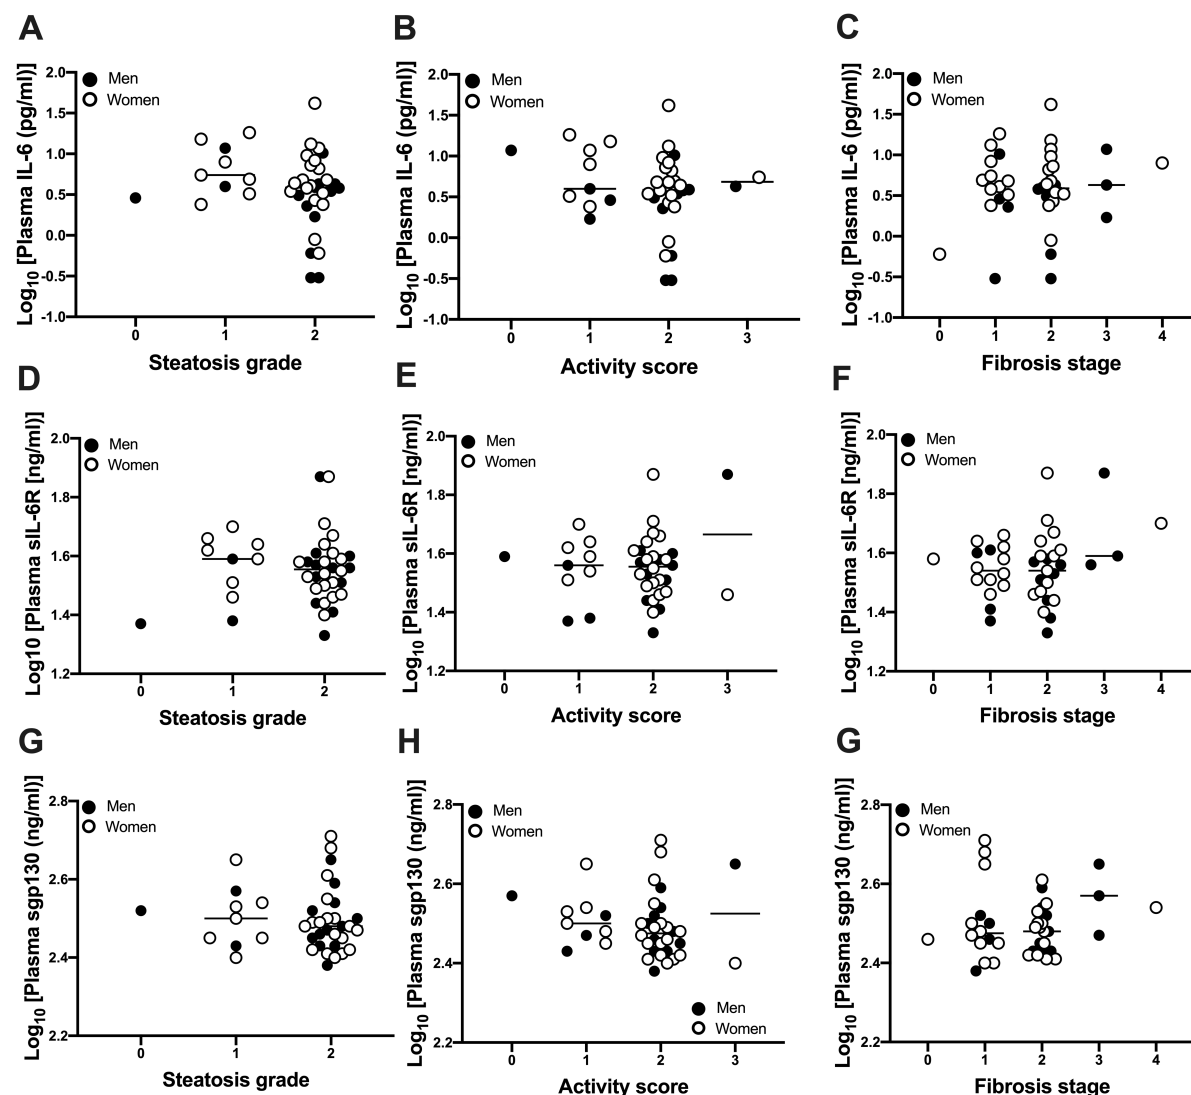 A
B
C
Log10 [Plasma IL-6 (pg/ml)]
2.0
1.5
1.0
0.5
0.0
-0.5
-1.0
Men
Women
0 1 2
Steatosis grade
Log10 [Plasma IL-6 (pg/ml)]
2.0
1.5
1.0
0.5
0.0
-0.5
-1.0
Men
Women
0 1 2 3
Activity score
Log10 [Plasma IL-6 (pg/ml)]
2.0
1.5
1.0
0.5
0.0
-0.5
-1.0
Men
Women
0 1 2 3 4
Fibrosis stage
D
E
F
Log10 [Plasma sIL-6R [ng/ml)]
2.0
1.8
1.6
1.4
1.2
Men
Women
0 1 2
Steatosis grade
Log10 [Plasma sIL-6R [ng/ml)]
2.0
1.8
1.6
1.4
1.2
Men
Women
0 1 2 3
Activity score
Log10 [Plasma sIL-6R [ng/ml)]
2.0
1.8
1.6
1.4
1.2
Men
Women
0 1 2 3 4
Fibrosis stage
G
H
G
Log10 [Plasma sgp130 (ng/ml)]
2.8
2.6
2.4
2.2
Men
Women
0 1 2
Steatosis grade
Log10 [Plasma sgp130 (ng/ml)]
2.8
2.6
2.4
2.2
Men
Women
Men
Women
0 1 2 3
Activity score
Log10 [Plasma sgp130 (ng/ml)]
2.8
2.6
2.4
2.2
Men
Women
0 1 2 3 4
Fibrosis stage